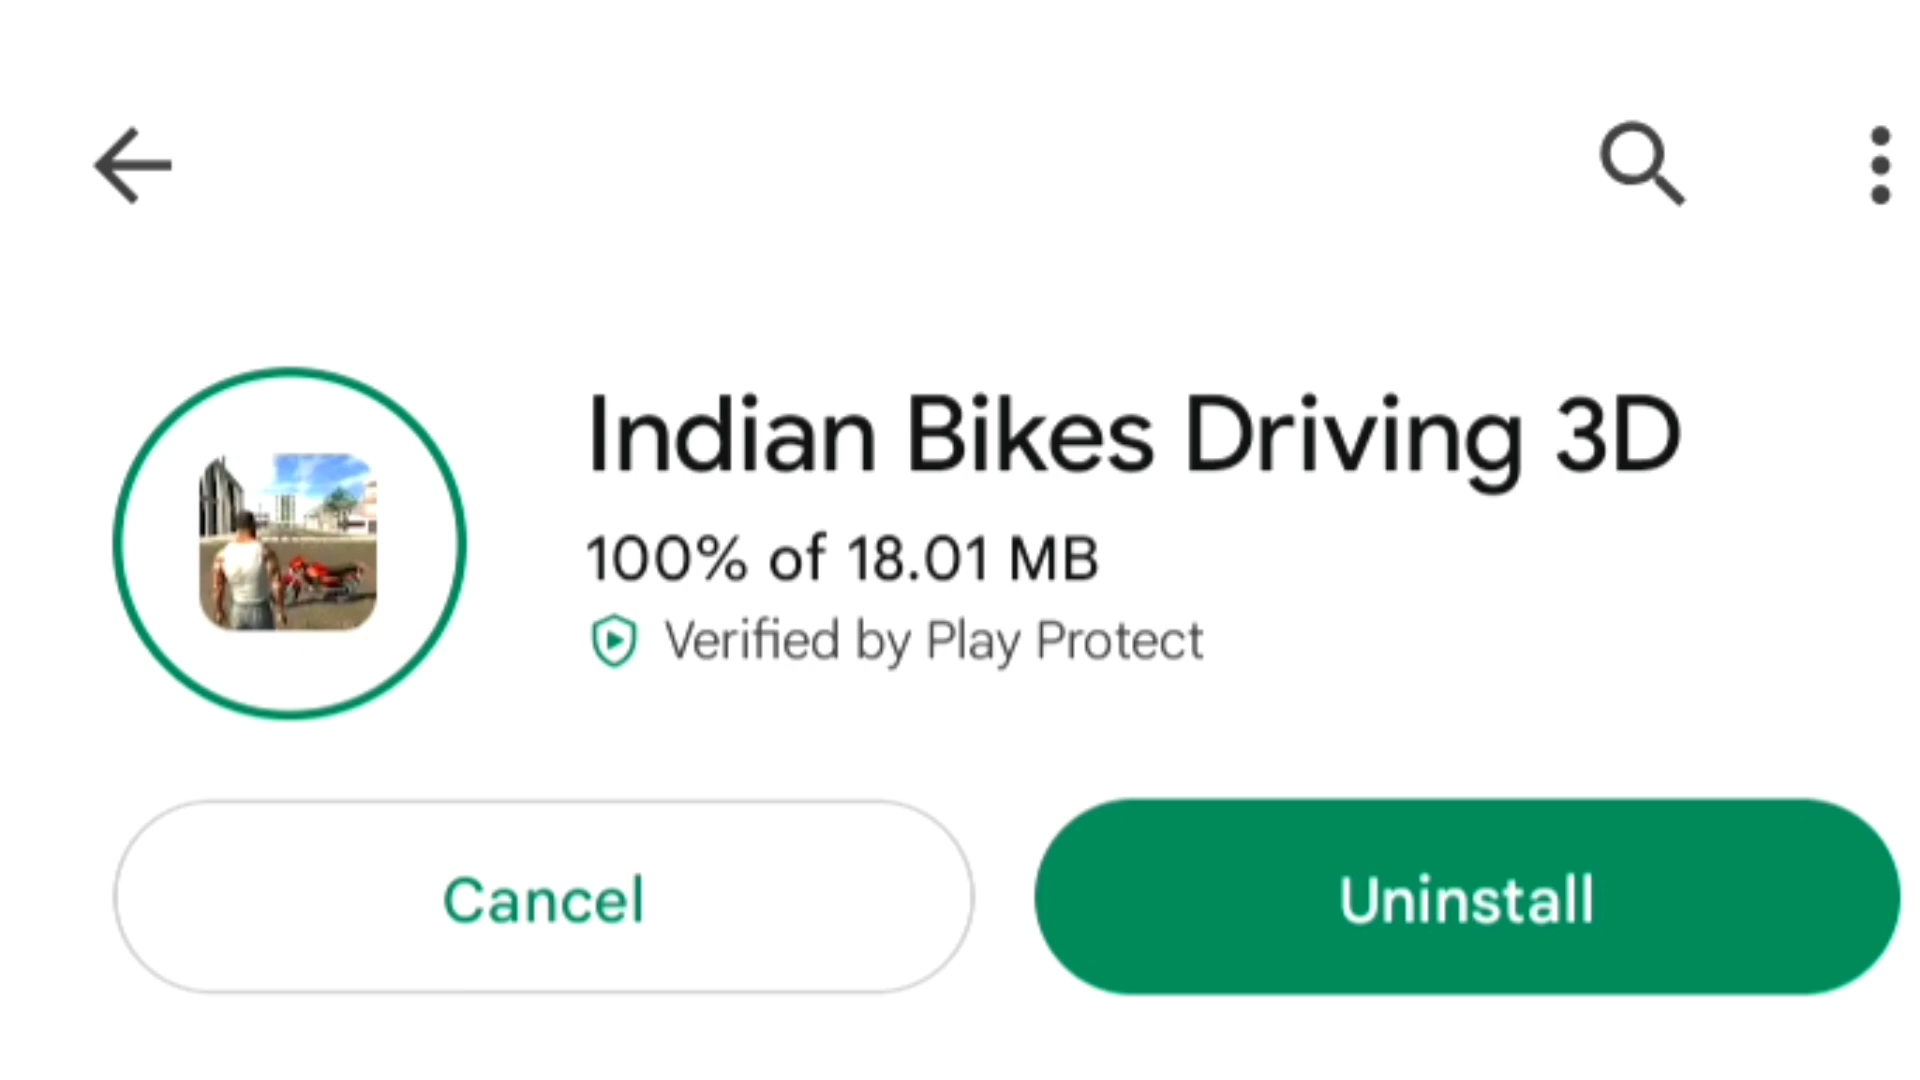 Indian Bikes Driving 3D
100% of 18.01 MB
Verified by Play Protect
Cancel
Uninstall